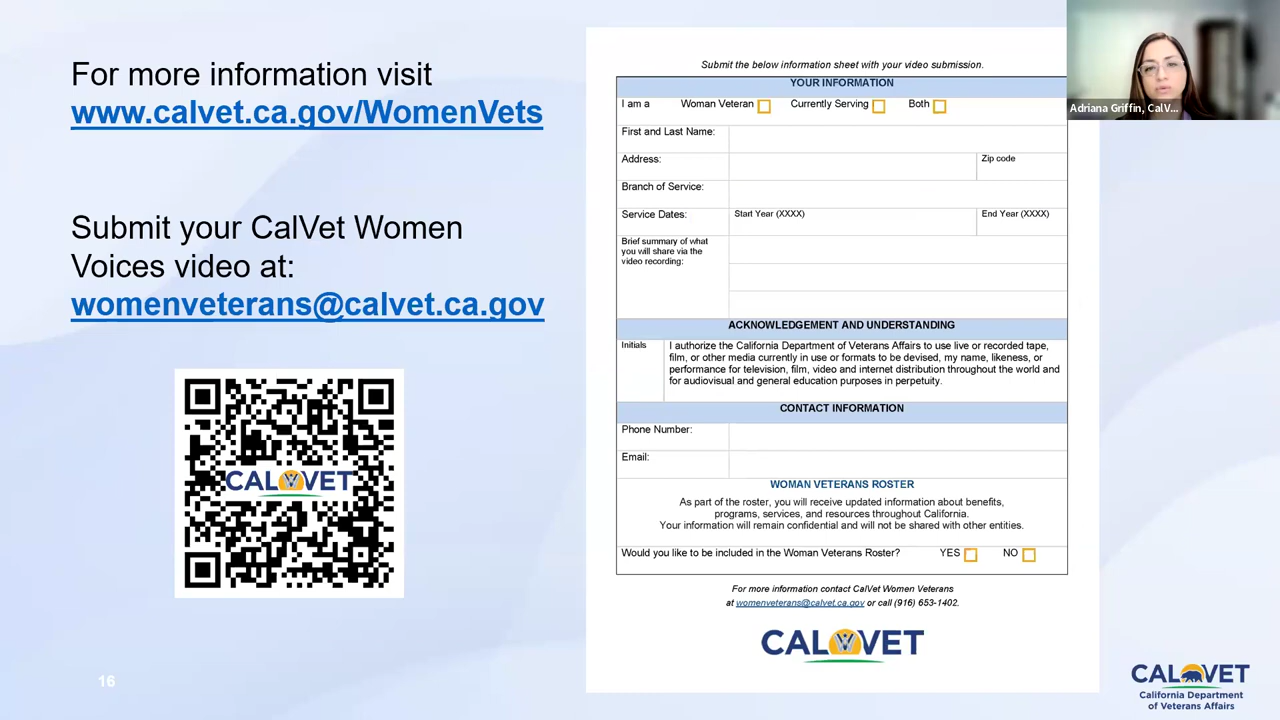 For more information visit
www.calvet.ca.gov/WomenVets
Submit your CalVet Women
Voices video at:
womenveterans@calvet.ca.gov
CALVET
16
Submit the below information sheet with your video submission.
YOUR INFORMATION
I am a Woman Veteran Currently Serving Both
First and Last Name:
Address: Zip code
Branch of Service:
Service Dates: Start Year (XXXX) End Year (XXXX)
Brief summary of what
you will share via the
video recording:
ACKNOWLEDGEMENT AND UNDERSTANDING
Initials I authorize the California Department of Veterans Affairs to use live or recorded tape,
film, or other media currently in use or formats to be devised, my name, likeness, or
performance for television, film, video and internet distribution throughout the world and
for audiovisual and general education purposes in perpetuity.
CONTACT INFORMATION
Phone Number:
Email:
WOMAN VETERANS ROSTER
As part of the roster, you will receive updated information about benefits,
programs, services, and resources throughout California.
Your information will remain confidential and will not be shared with other entities.
Would you like to be included in the Woman Veterans Roster? YES NO
For more information contact CalVet Women Veterans
at womenveterans@calvet.ca.gov or call (916) 653-1402.
CALVET
Adriana Griffin, CalV...
CALVET
California Department
of Veterans Affairs